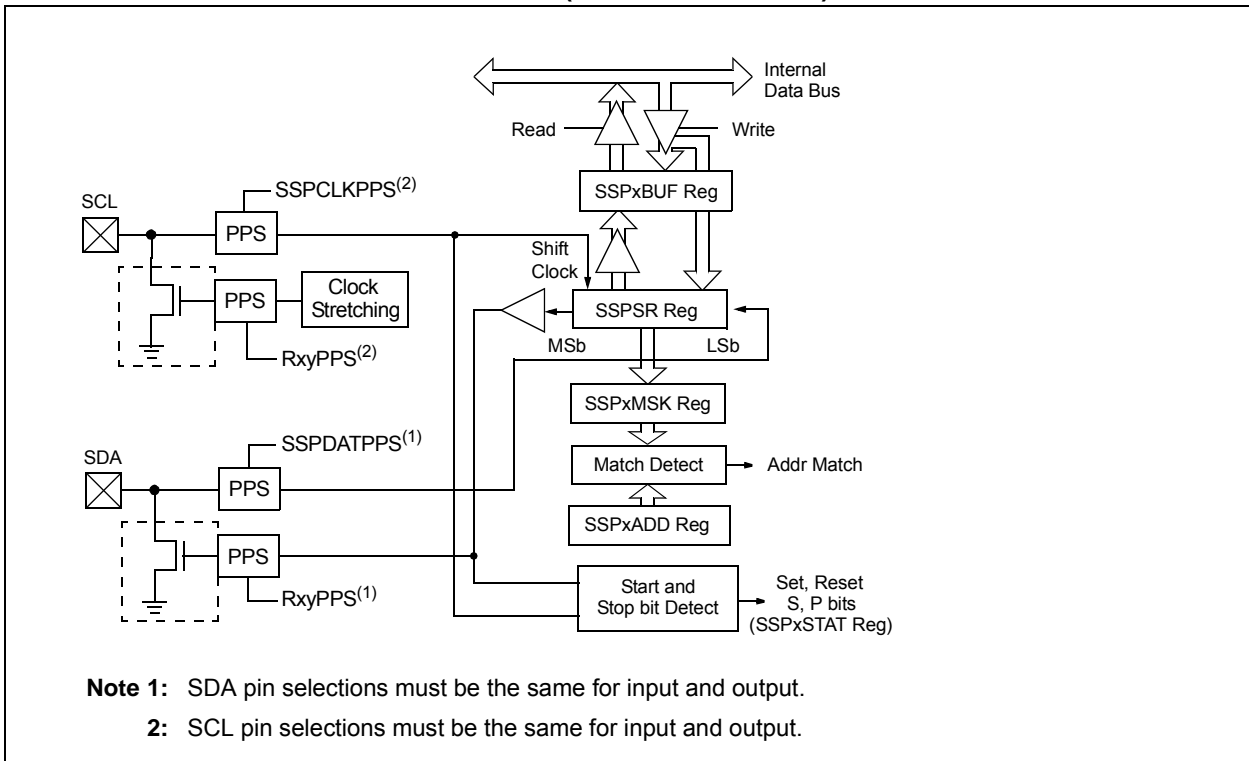 Internal
Data Bus
Read
Write
SSPCLKPPS(2)
SSPxBUF Reg
SCL
PPS
Shift
Clock
PPS
Clock
Stretching
SSPSR Reg
MSb
LSb
RxyPPS(2)
SSPxMSK Reg
SSPDATPPS(1)
SDA
PPS
Match Detect
Addr Match
SSPxADD Reg
PPS
RxyPPS(1)
Start and
Stop bit Detect
Set, Reset
S, P bits
(SSPxSTAT Reg)
Note 1: SDA pin selections must be the same for input and output.
2: SCL pin selections must be the same for input and output.